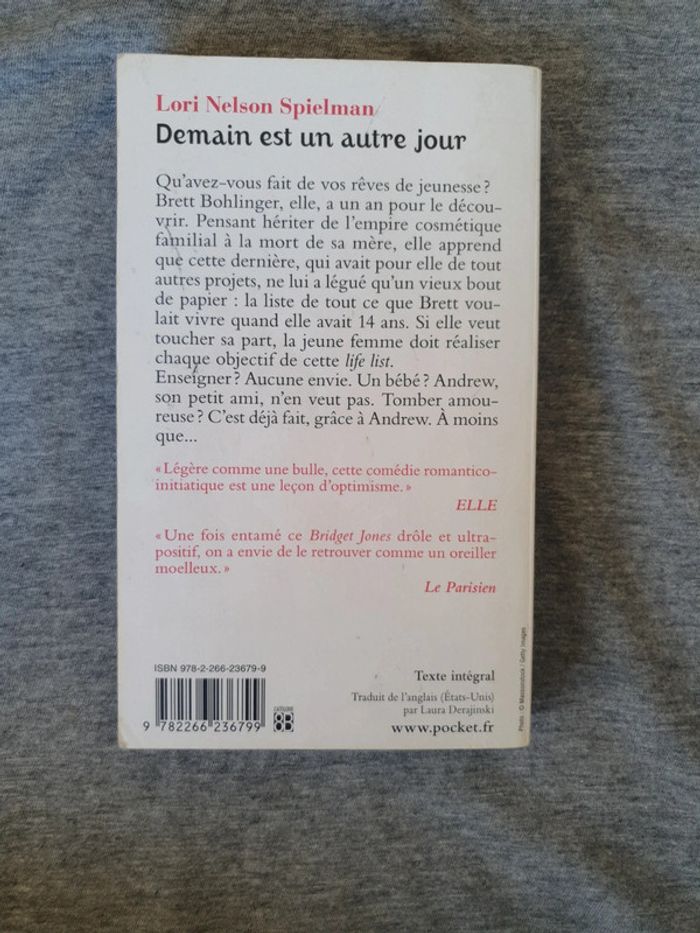 Lori Nelson Spielman
Demain est un autre jour
Qu'avez-vous fait de vos rêves de jeunesse ?
Brett Bohlinger, elle, a un an pour le décou-
vrir. Pensant hériter de l'empire cosmétique
familial à la mort de sa mère, elle apprend
que cette dernière, qui avait pour elle de tout
autres projets, ne lui a légué qu'un vieux bout
de papier : la liste de tout ce que Brett vou-
lait vivre quand elle avait 14 ans. Si elle veut
toucher sa part, la jeune femme doit réaliser
chaque objectif de cette life list.
Enseigner ? Aucune envie. Un bébé ? Andrew,
son petit ami, n'en veut pas. Tomber amou-
reuse ? C'est déjà fait, grâce à Andrew. À moins
que...
« Légère comme une bulle, cette comédie romantico-
initiatique est une leçon d'optimisme. »
ELLE
« Une fois entamé ce Bridget Jones drôle et ultra-
positif, on a envie de le retrouver comme un oreiller
moelleux. »
Le Parisien
ISBN 978-2-266-23679-9
9 782266 236799
CATÉGORIE
8B
Texte intégral
Traduit de l'anglais (États-Unis)
par Laura Derajinski
www.pocket.fr
Photo : © Massonstock / Getty Images